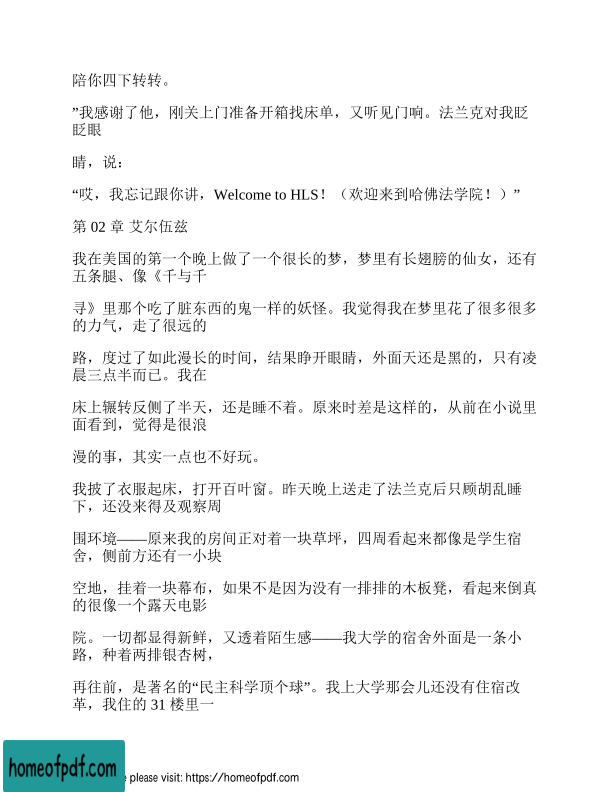 陪你四下转转。
”我感谢了他，刚关上门准备开箱找床单，又听见门响。法兰克对我眨
眨眼
睛，说：
“哎，我忘记跟你讲，Welcome to HLS！（欢迎来到哈佛法学院！）”
第 02 章 艾尔伍兹
我在美国的第一个晚上做了一个很长的梦，梦里有长翅膀的仙女，还有
五条腿、像《千与千
寻》里那个吃了脏东西的鬼一样的妖怪。我觉得我在梦里花了很多很多
的力气，走了很远的
路，度过了如此漫长的时间，结果睁开眼睛，外面天还是黑的，只有凌
晨三点半而已。我在
床上辗转反侧了半天，还是睡不着。原来时差是这样的，从前在小说里
面看到，觉得是很浪
漫的事，其实一点也不好玩。
我披了衣服起床，打开百叶窗。昨天晚上送走了法兰克后只顾胡乱睡
下，还没来得及观察周
围环境——原来我的房间正对着一块草坪，四周看起来都像是学生宿
舍，侧前方还有一小块
空地，挂着一块幕布，如果不是因为没有一排排的木板凳，看起来倒真
的很像一个露天电影
院。一切都显得新鲜，又透着陌生感——我大学的宿舍外面是一条小
路，种着两排银杏树，
再往前，是著名的“民主科学顶个球”。我上大学那会儿还没有住宿改
革，我住的 31 楼里一
homeofpdf.com
please visit: https://homeofpdf.com